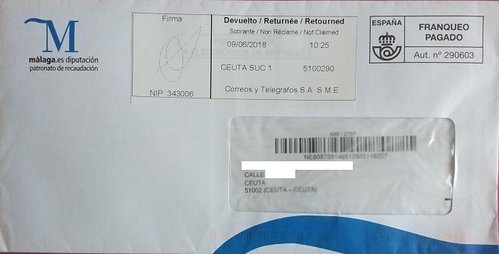 M
málaga.es diputación
patronato de recaudación
Firma
NIP 343006
Devuelto / Returnée / Retourned
Sobrante / Non Réclamé / Not Claimed
09/06/2018 10:25
CEUTA SUC 1 5100290
Correos y Telegrafos S.A. S.M.E
ESPAÑA
FRANQUEO
PAGADO
Aut. nº 290603
CALLE
CEUTA
51002 (CEUTA - CEUTA)